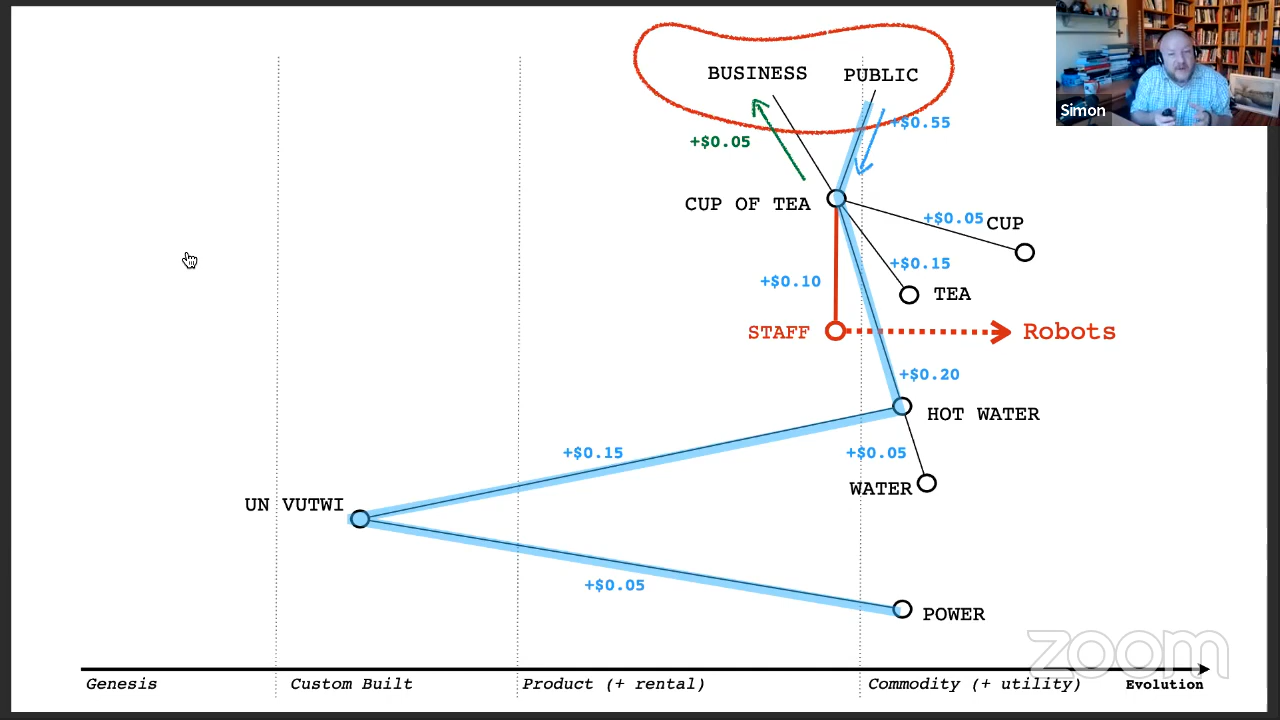 BUSINESS
PUBLIC
Simon
+$0.55
+$0.05
CUP OF TEA
+$0.05
CUP
+$0.15
+$0.10
TEA
STAFF
Robots
+$0.20
HOT WATER
+$0.15
+$0.05
WATER
UN VUTWI
+$0.05
POWER
zoom
Genesis
Custom Built
Product (+ rental)
Commodity (+ utility)
Evolution